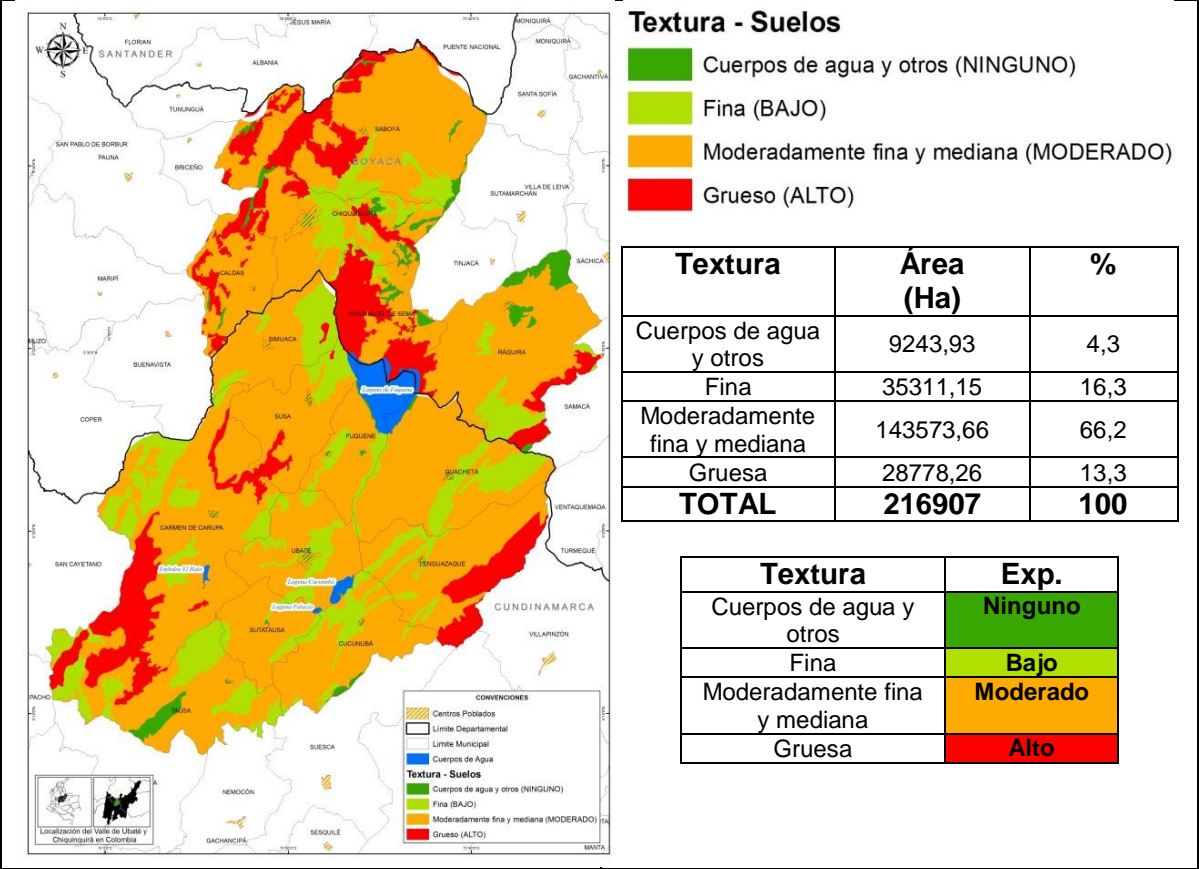 JESUS MARÍA
MONIQUIRÁ
N
FLORIAN
PUENTE NACIONAL
MONIQUIRÁ
W
E
SANTANDER
S
ALBANIA
GACHANTIVÁ
SANTA SOFÍA
TUNUNGUÁ
SABOYÁ
SAN PABLO DE BORBUR
PAUNA
BOYACA
BRICEÑO
VILLA DE LEIVA
SUTAMARCHÁN
CHIQUINQUIRÁ
TINJACÁ
SÁCHICA
CALDAS
MARIPÍ
SAN MIGUEL DE SEMA
MUZO
SIMIJACA
RÁQUIRA
BUENAVISTA
Laguna de Fúquene
SAMACÁ
COPER
SUSA
FUQUENE
GUACHETÁ
VENTAQUEMADA
CARMEN DE CARUPA
UBATÉ
TURMEQUÉ
SAN CAYETANO
LENGUAZAQUE
Embalse El Hato
Laguna Cucunubá
Laguna Palacio
CUNDINAMARCA
SUTATAUSA
VILLAPINZÓN
CUCUNUBÁ
PACHO
TAUSA
SUESCA
NEMOCÓN
SESQUILÉ
GACHANCIPÁ
MANTA
CONVENCIONES
Centros Poblados
Límite Departamental
Límite Municipal
Cuerpos de Agua
Textura - Suelos
Cuerpos de agua y otros (NINGUNO)
Fina (BAJO)
Moderadamente fina y mediana (MODERADO)
Grueso (ALTO)
Localización del Valle de Ubaté y
Chiquinquirá en Colombia
Textura - Suelos
Cuerpos de agua y otros (NINGUNO)
Fina (BAJO)
Moderadamente fina y mediana (MODERADO)
Grueso (ALTO)
Textura Área (Ha) %
Cuerpos de agua y otros 9243,93 4,3
Fina 35311,15 16,3
Moderadamente fina y mediana 143573,66 66,2
Gruesa 28778,26 13,3
TOTAL 216907 100
Textura Exp.
Cuerpos de agua y otros Ninguno
Fina Bajo
Moderadamente fina y mediana Moderado
Gruesa Alto